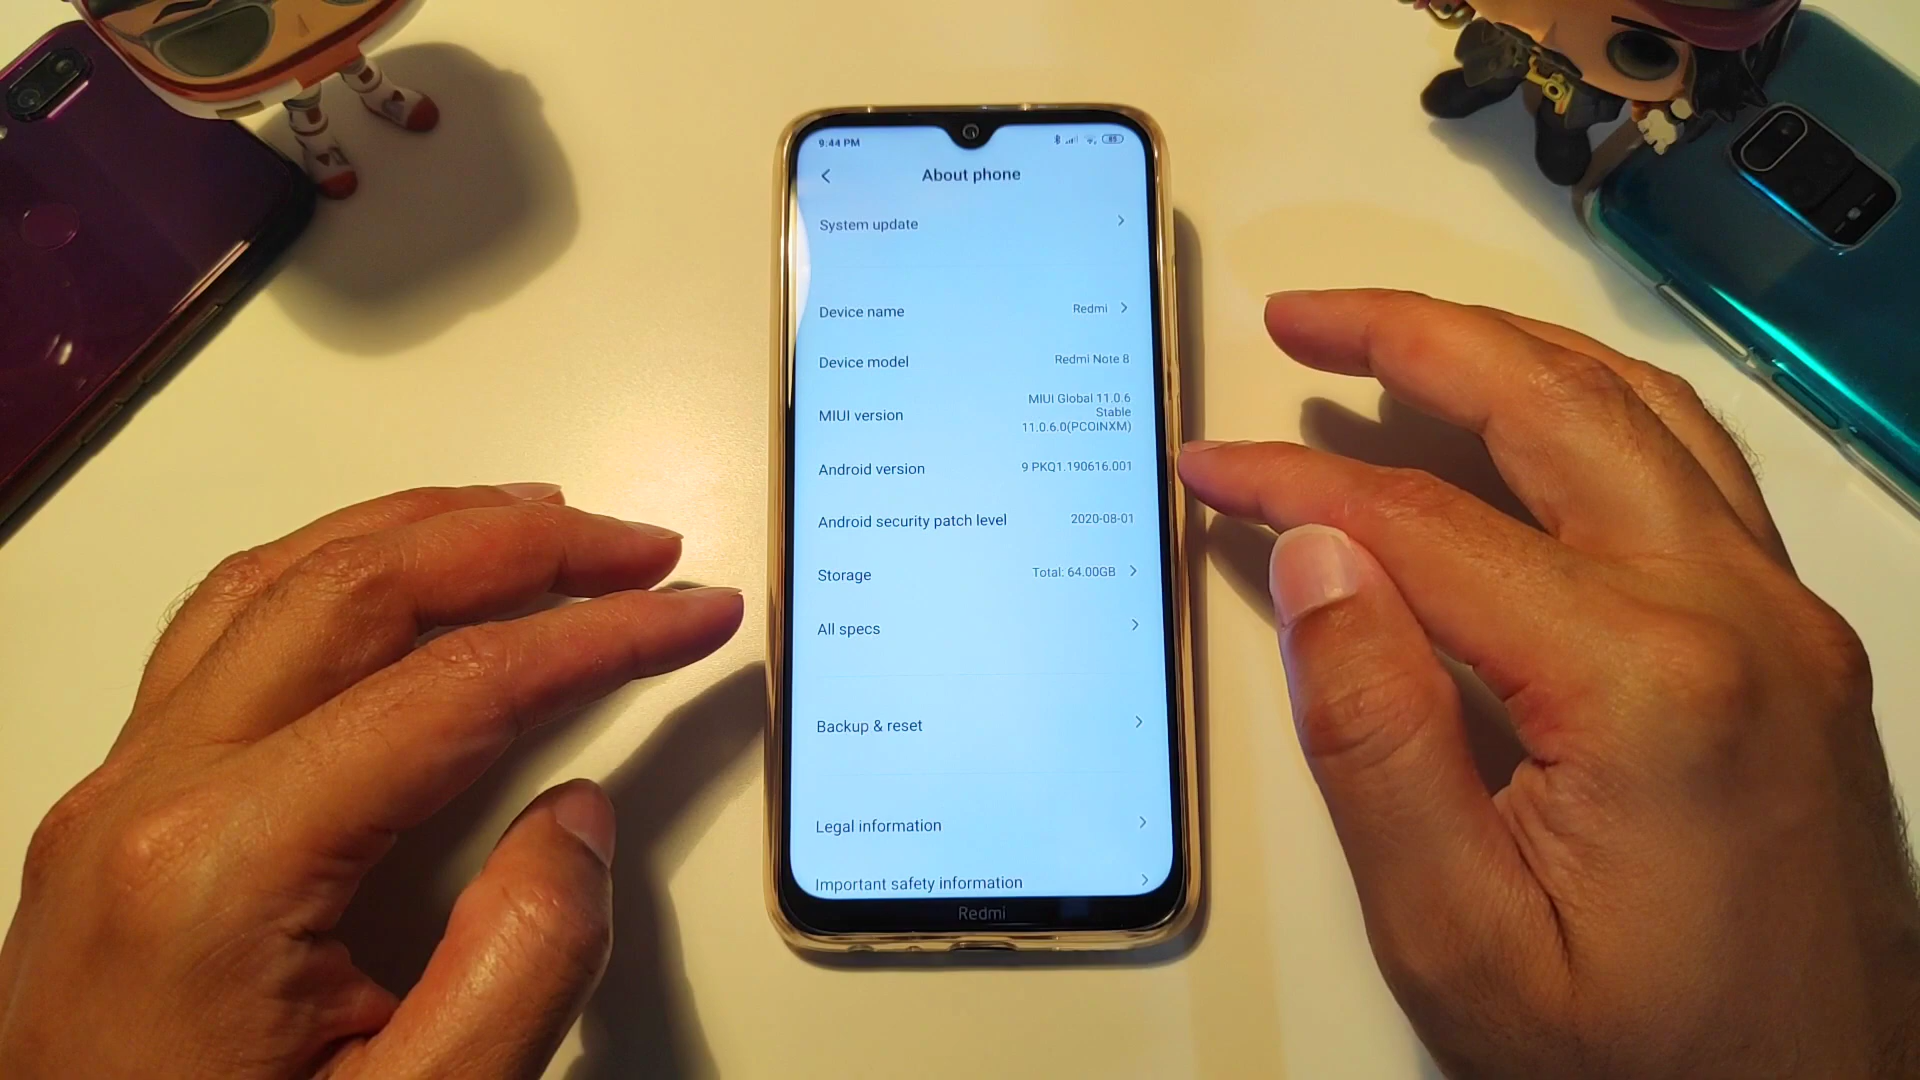 9:44 PM
85
About phone
System update
Device name
Redmi
Device model
Redmi Note 8
MIUI version
MIUI Global 11.0.6
Stable
11.0.6.0(PCOINXM)
Android version
9 PKQ1.190616.001
Android security patch level
2020-08-01
Storage
Total: 64.00GB
All specs
Backup & reset
Legal information
Important safety information
Redmi